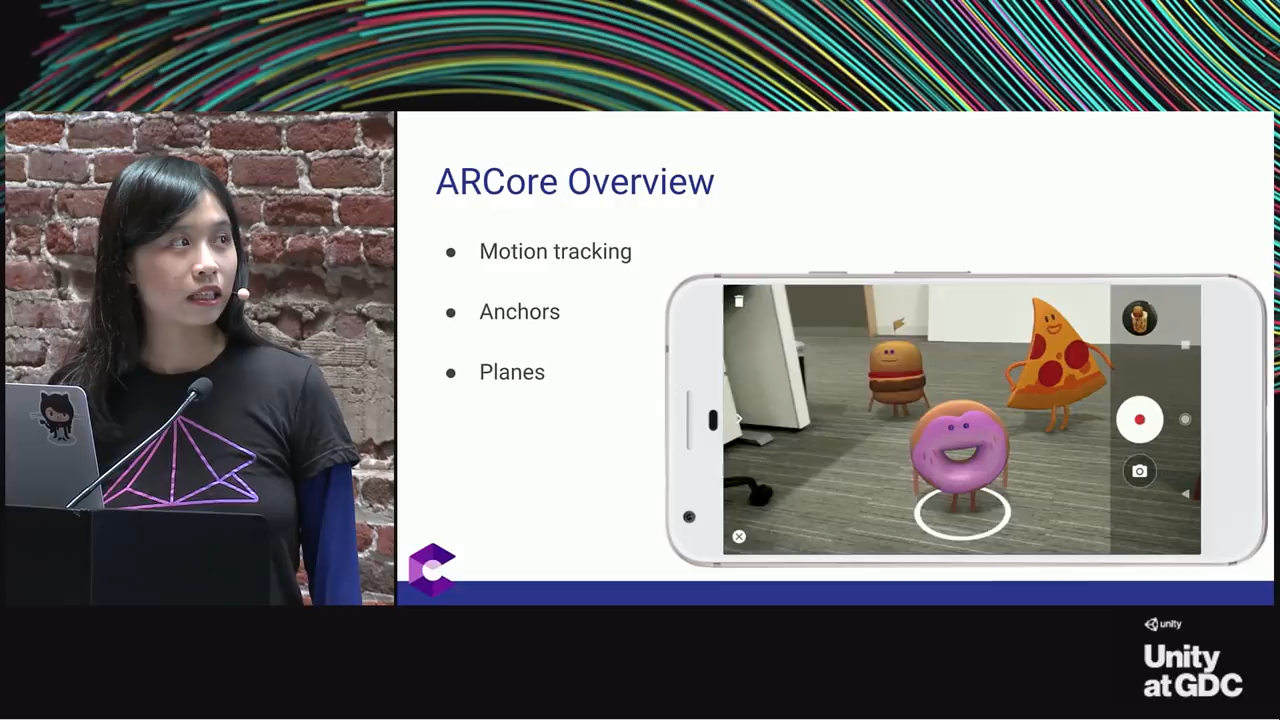 ARCore Overview
● Motion tracking
● Anchors
● Planes
unity
Unity
at GDC